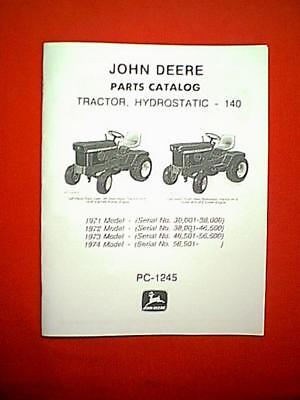 JOHN DEERE
PARTS CATALOG
TRACTOR, HYDROSTATIC - 140
1971 Model - (Serial No. 30,001-38,000)
1972 Model - (Serial No. 38,001-46,500)
1973 Model - (Serial No. 46,501-56,500)
1974 Model - (Serial No. 56,501- )
PC-1245
JOHN DEERE